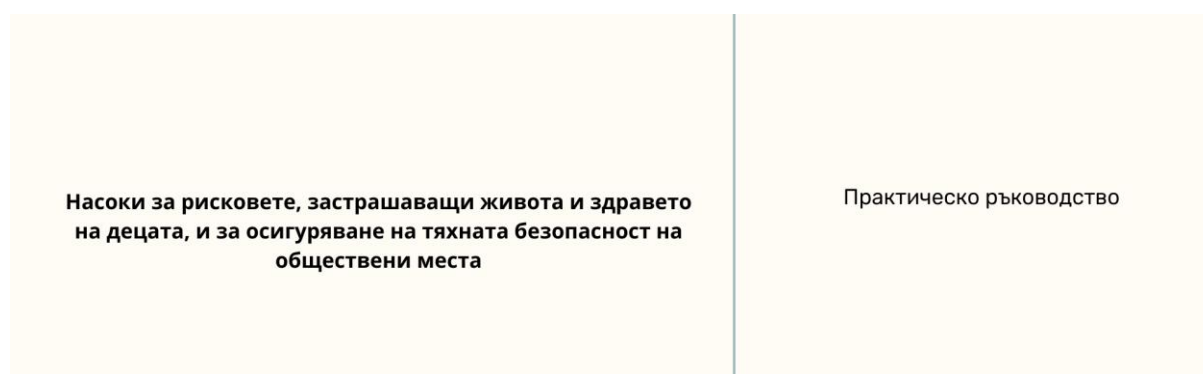 Насоки за рисковете, застрашаващи живота и здравето
на децата, и за осигуряване на тяхната безопасност на
обществени места
Практическо ръководство